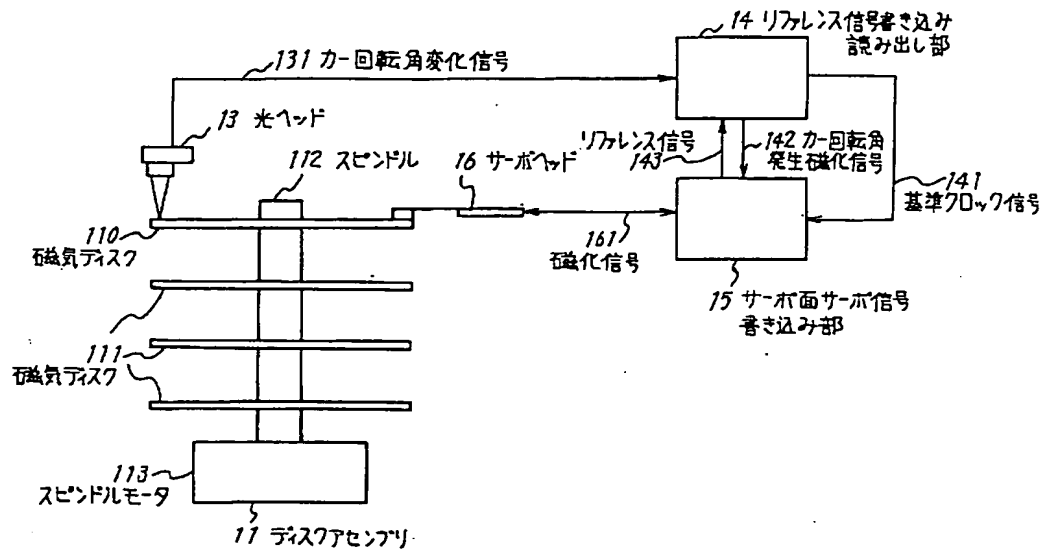 14 リファレンス信号書き込み
読み出し部
131 カー回転角変化信号
13 光ヘッド
リファレンス信号
143
142 カー回転角
発生磁化信号
112 スピンドル
16 サーボヘッド
141
基準クロック信号
110
磁気ディスク
161
磁化信号
15 サーボ面サーボ信号
書き込み部
111
磁気ディスク
113
スピンドルモータ
11 ディスクアセンブリ